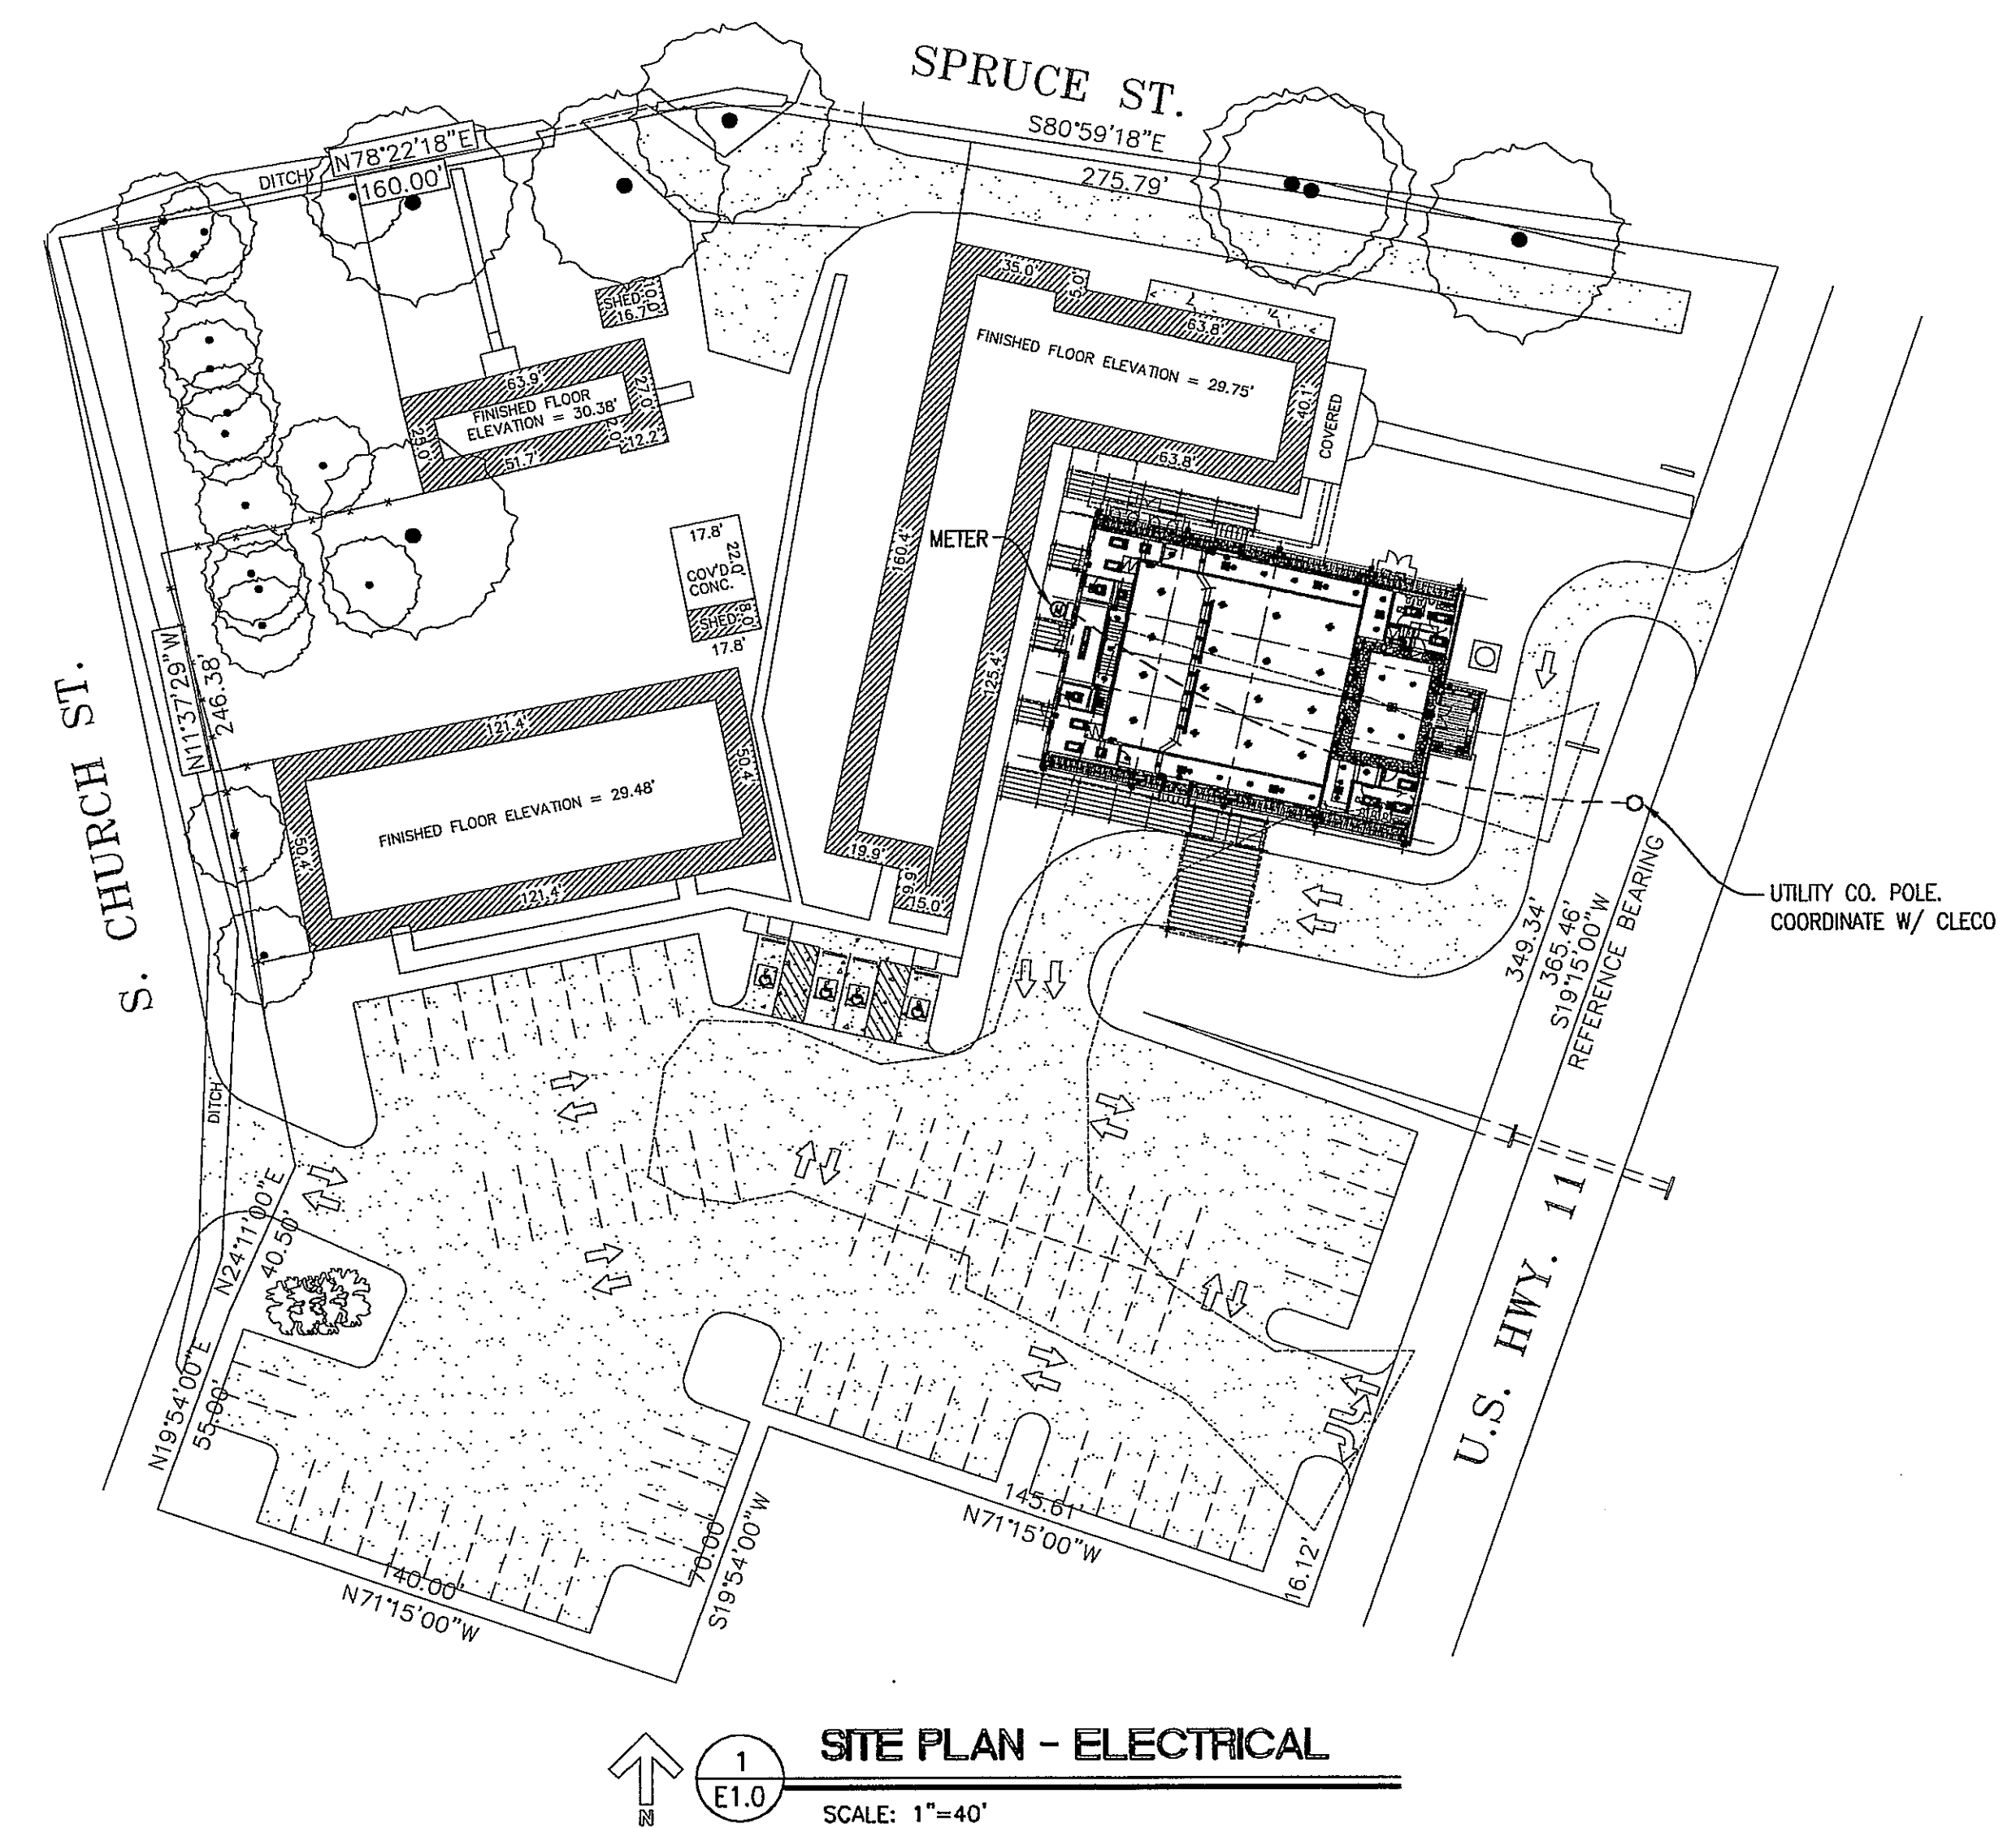 SPRUCE ST.
S80°59'18"E
275.79'
N78°22'18"E
160.00'
DITCH
SHED
10.0'
16.7'
35.0'
5.0'
63.8'
FINISHED FLOOR ELEVATION = 29.75'
40.1'
COVERED
63.8'
63.9'
27.0'
FINISHED FLOOR
ELEVATION = 30.38'
25.0'
2.0'
12.2'
51.7'
METER
160.4'
125.4'
17.8'
22.0'
COV'D
CONC.
SHED
8.0'
17.8'
N11°37'29"W
246.38'
S. CHURCH ST.
121.4'
50.4'
FINISHED FLOOR ELEVATION = 29.48'
50.4'
121.4'
19.9'
9.9'
15.0'
UTILITY CO. POLE.
COORDINATE W/ CLECO
349.34'
365.46'
S19°15'00"W
REFERENCE BEARING
DITCH
N24°11'00"E
40.50'
U.S. HWY. 11
N19°54'00"E
55.00'
140.00'
N71°15'00"W
70.00'
S19°54'00"W
145.61'
N71°15'00"W
16.12'
N
1
E1.0
SITE PLAN - ELECTRICAL
SCALE: 1"=40'